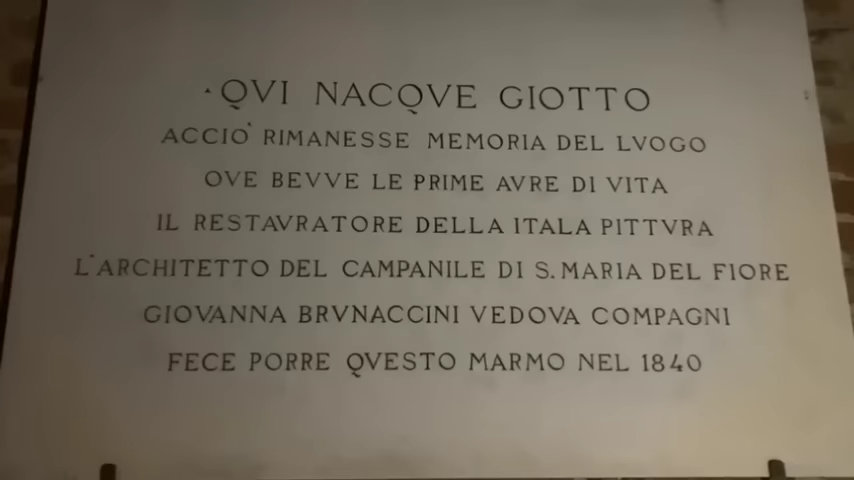 ·QVI NACQVE GIOTTO
ACCIO' RIMANESSE MEMORIA DEL LVOGO
OVE BEVVE LE PRIME AVRE DI VITA
IL RESTAVRATORE DELLA ITALA PITTVRA
L'ARCHITETTO DEL CAMPANILE DI S. MARIA DEL FIORE
GIOVANNA BRVNACCINI VEDOVA COMPAGNI
FECE PORRE QVESTO MARMO NEL 1840